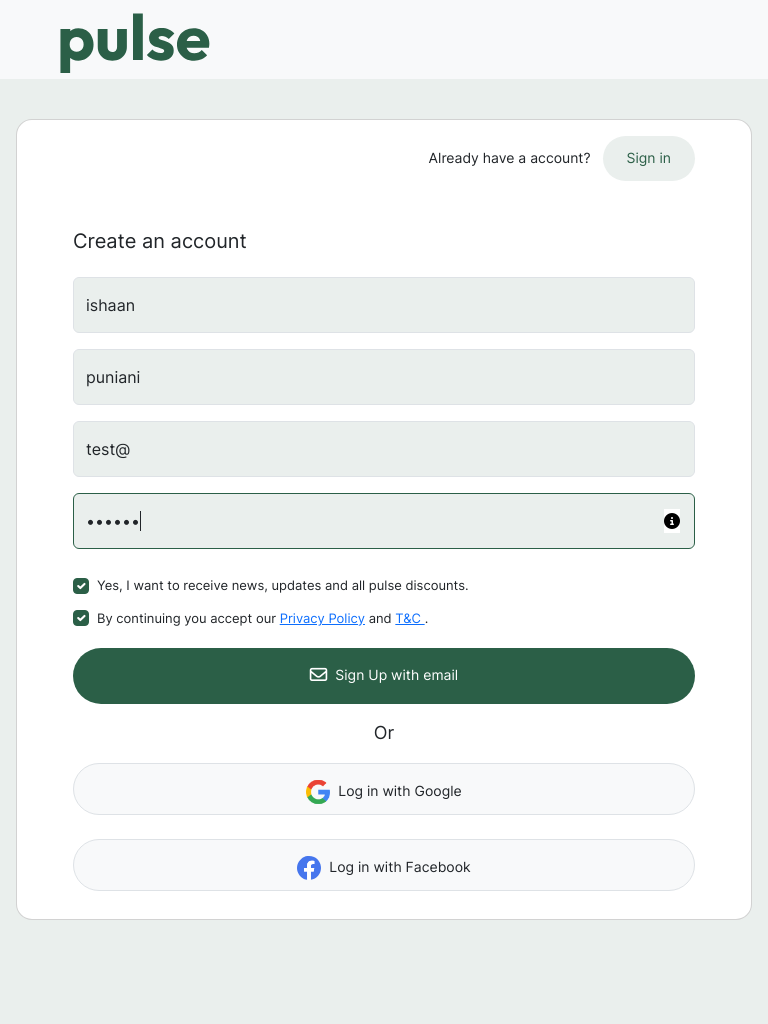 pulse
Already have a account? Sign in
Create an account
ishaan
puniani
test@
••••••
Yes, I want to receive news, updates and all pulse discounts.
By continuing you accept our Privacy Policy and T&C .
Sign Up with email
Or
Log in with Google
Log in with Facebook